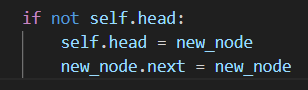 if not self.head:
    self.head = new_node
    new_node.next = new_node